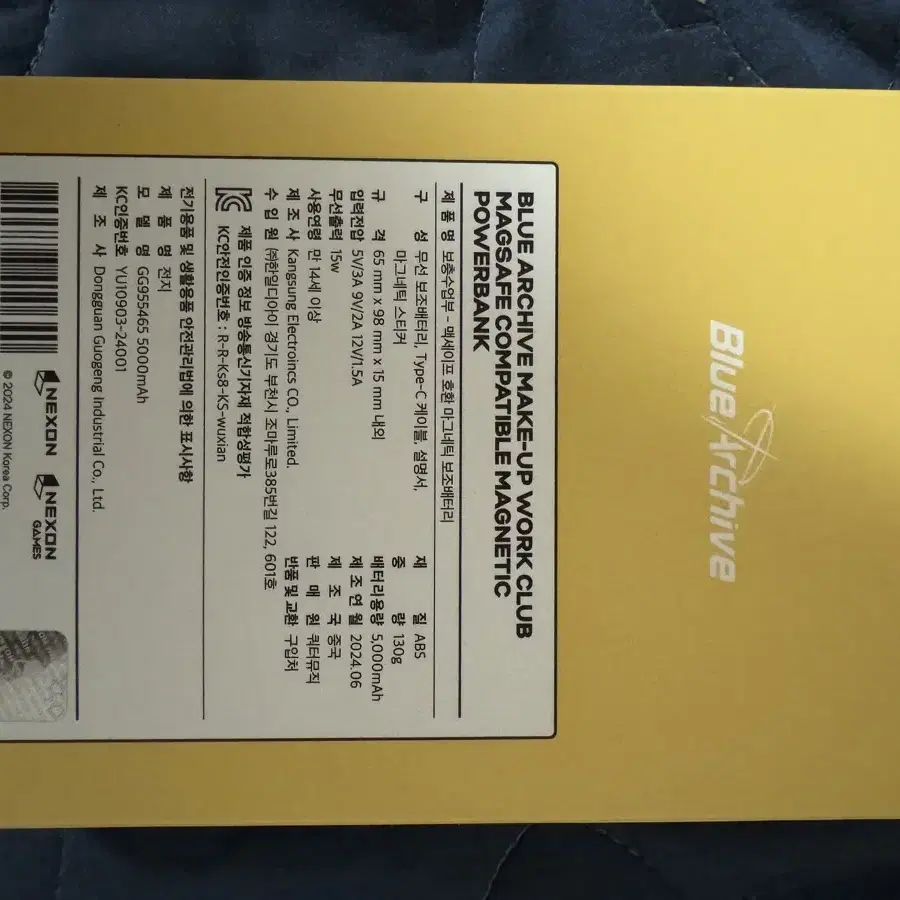 Blue Archive
BLUE ARCHIVE MAKE-UP WORK CLUB
MAGSAFE COMPATIBLE MAGNETIC
POWERBANK
제 품 명 보충수업부 - 맥세이프 호환 마그네틱 보조배터리
구 성 무선 보조배터리, Type-C 케이블, 설명서,
마그네틱 스티커
규 격 65 mm x 98 mm x 15 mm 내외
입력전압 5V/3A 9V/2A 12V/1.5A
무선출력 15w
사용연령 만 14세 이상
제 조 사 Kangsung Electroincs CO., Limited.
수 입 원 ㈜한일디아이 경기도 부천시 조마루로385번길 122, 601호
재 질 ABS
중 량 130g
배터리용량 5,000mAh
제 조 연 월 2024.06
제 조 국 중국
판 매 원 쿼터뮤직
반품 및 교환 구입처
제품 인증 정보 방송통신기자재 적합성평가
KC안전인증번호 : R-R-Ks8-KS-wuxian
전기용품 및 생활용품 안전관리법에 의한 표시사항
제 품 명 전지
모 델 명 GG955465 5000mAh
KC인증번호 YU10903-24001
제 조 사 Dongguan Guogeng Industrial Co., Ltd.
NEXON NEXON GAMES
© 2024 NEXON Korea Corp.